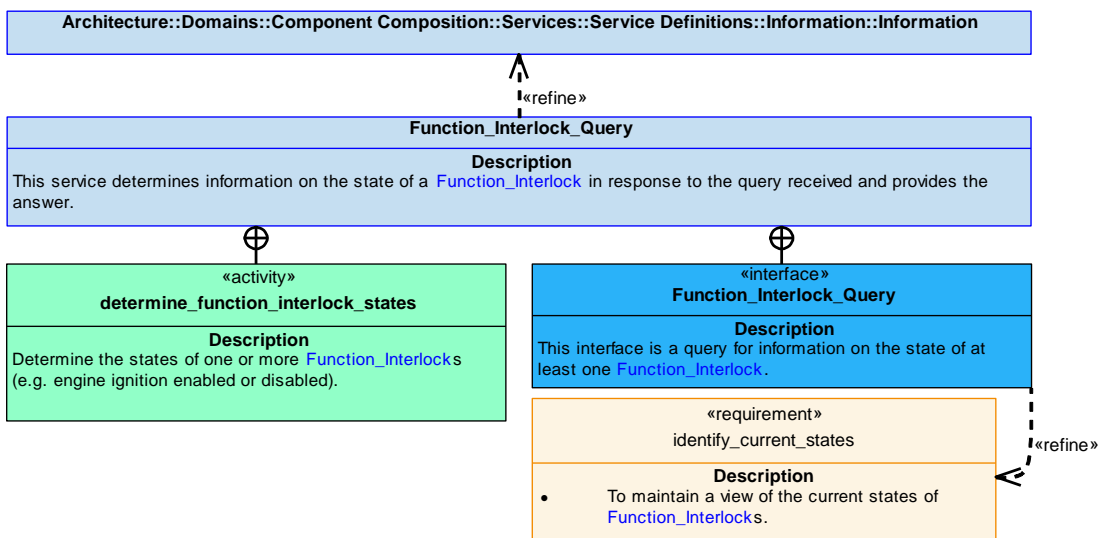 Architecture::Domains::Component Composition::Services::Service Definitions::Information::Information
«refine»
Function_Interlock_Query
Description
This service determines information on the state of a Function_Interlock in response to the query received and provides the
answer.
«activity»
determine_function_interlock_states
Description
Determine the states of one or more Function_Interlocks
(e.g. engine ignition enabled or disabled).
«interface»
Function_Interlock_Query
Description
This interface is a query for information on the state of at
least one Function_Interlock.
«requirement»
identify_current_states
«refine»
Description
• To maintain a view of the current states of
Function_Interlocks.